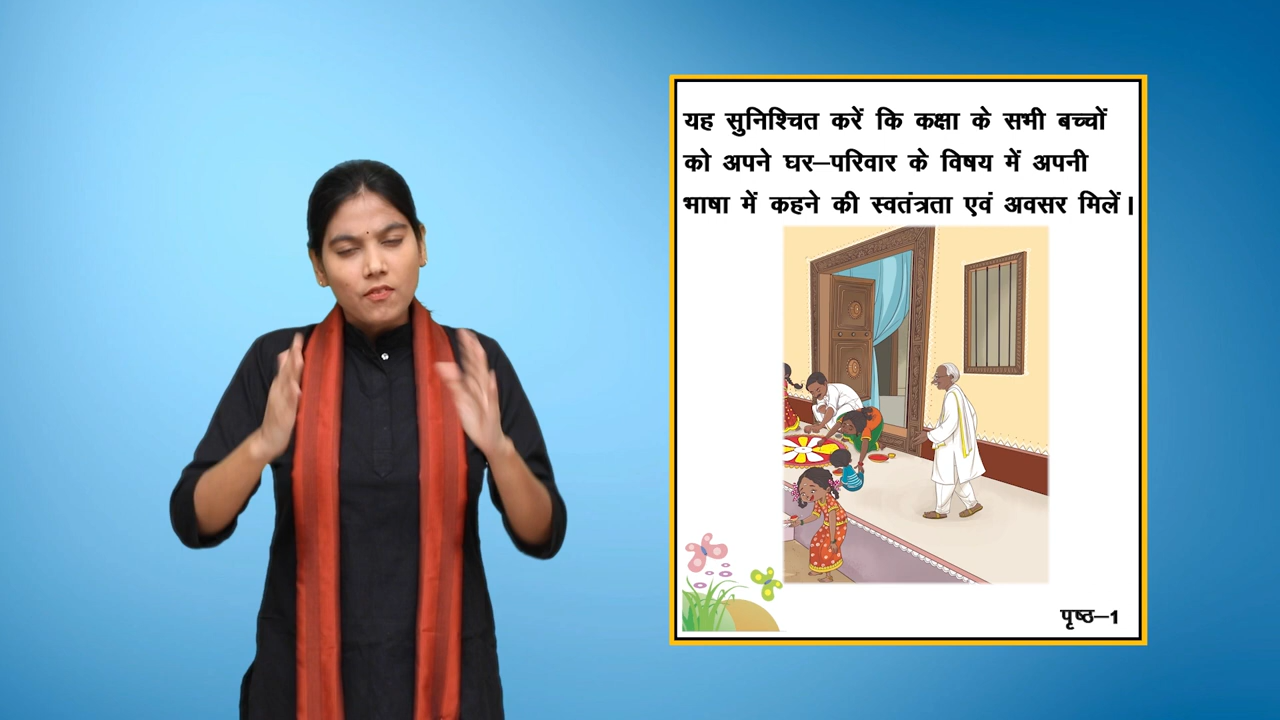 यह सुनिश्चित करें कि कक्षा के सभी बच्चों
को अपने घर–परिवार के विषय में अपनी
भाषा में कहने की स्वतंत्रता एवं अवसर मिलें।
पृष्ठ–1